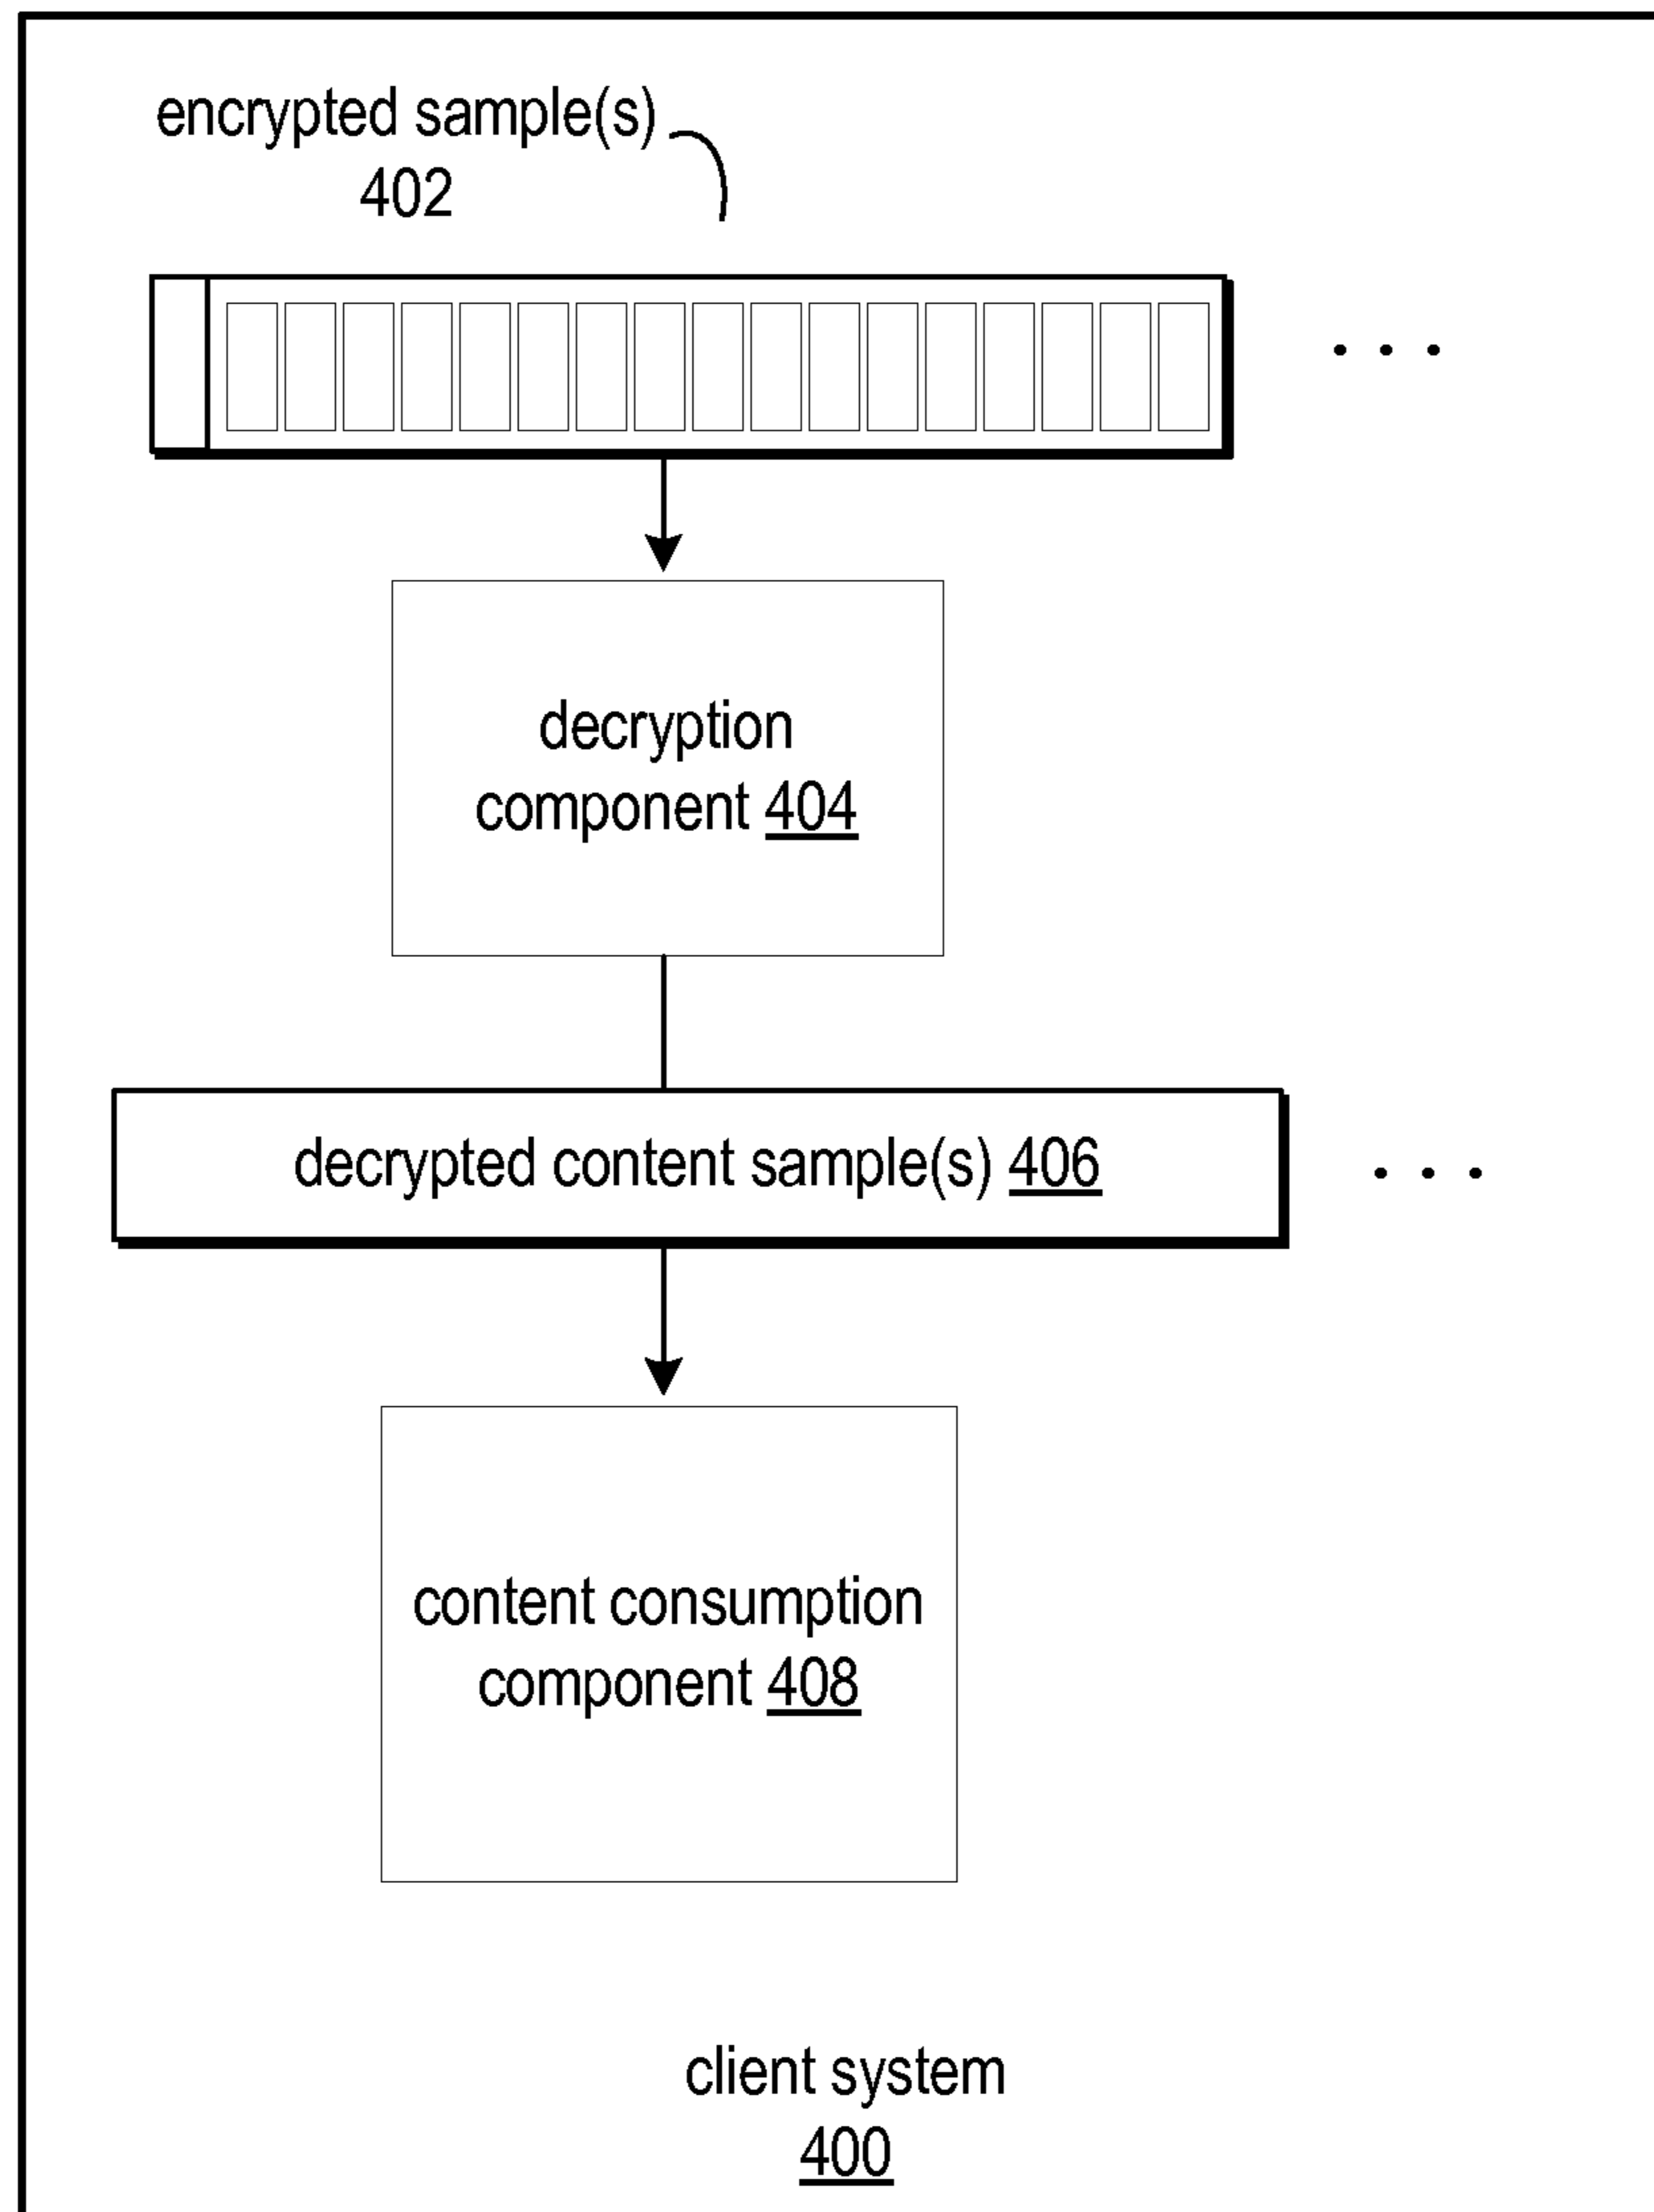 encrypted sample(s)
402
. . .
decryption
component 404
decrypted content sample(s) 406
. . .
content consumption
component 408
client system
400